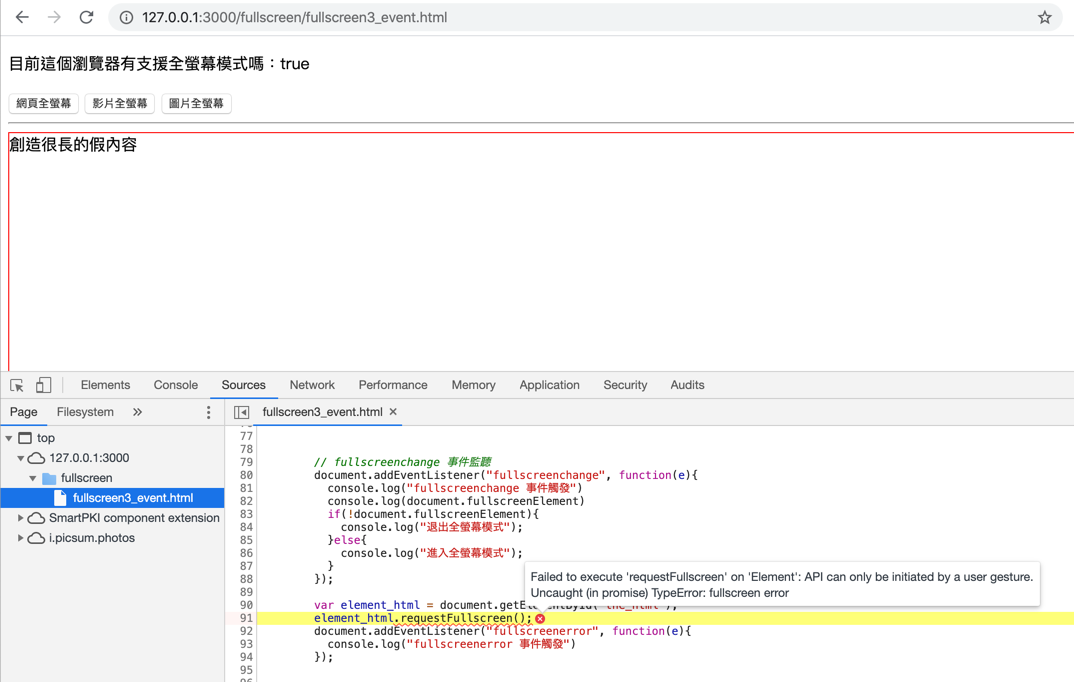 127.0.0.1:3000/fullscreen/fullscreen3_event.html
目前這個瀏覽器有支援全螢幕模式嗎：true
網頁全螢幕 影片全螢幕 圖片全螢幕
創造很長的假內容
Elements Console Sources Network Performance Memory Application Security Audits
Page Filesystem » fullscreen3_event.html ×
top
127.0.0.1:3000
fullscreen
fullscreen3_event.html
SmartPKI component extension
i.picsum.photos
77
78
79 // fullscreenchange 事件監聽
80 document.addEventListener("fullscreenchange", function(e){
81 console.log("fullscreenchange 事件觸發")
82 console.log(document.fullscreenElement)
83 if(!document.fullscreenElement){
84 console.log("退出全螢幕模式");
85 }else{
86 console.log("進入全螢幕模式");
87 }
88 });
89
Failed to execute 'requestFullscreen' on 'Element': API can only be initiated by a user gesture.
Uncaught (in promise) TypeError: fullscreen error
90 var element_html = document.getElementById("the_html");
91 element_html.requestFullscreen();
92 document.addEventListener("fullscreenerror", function(e){
93 console.log("fullscreenerror 事件觸發")
94 });
95